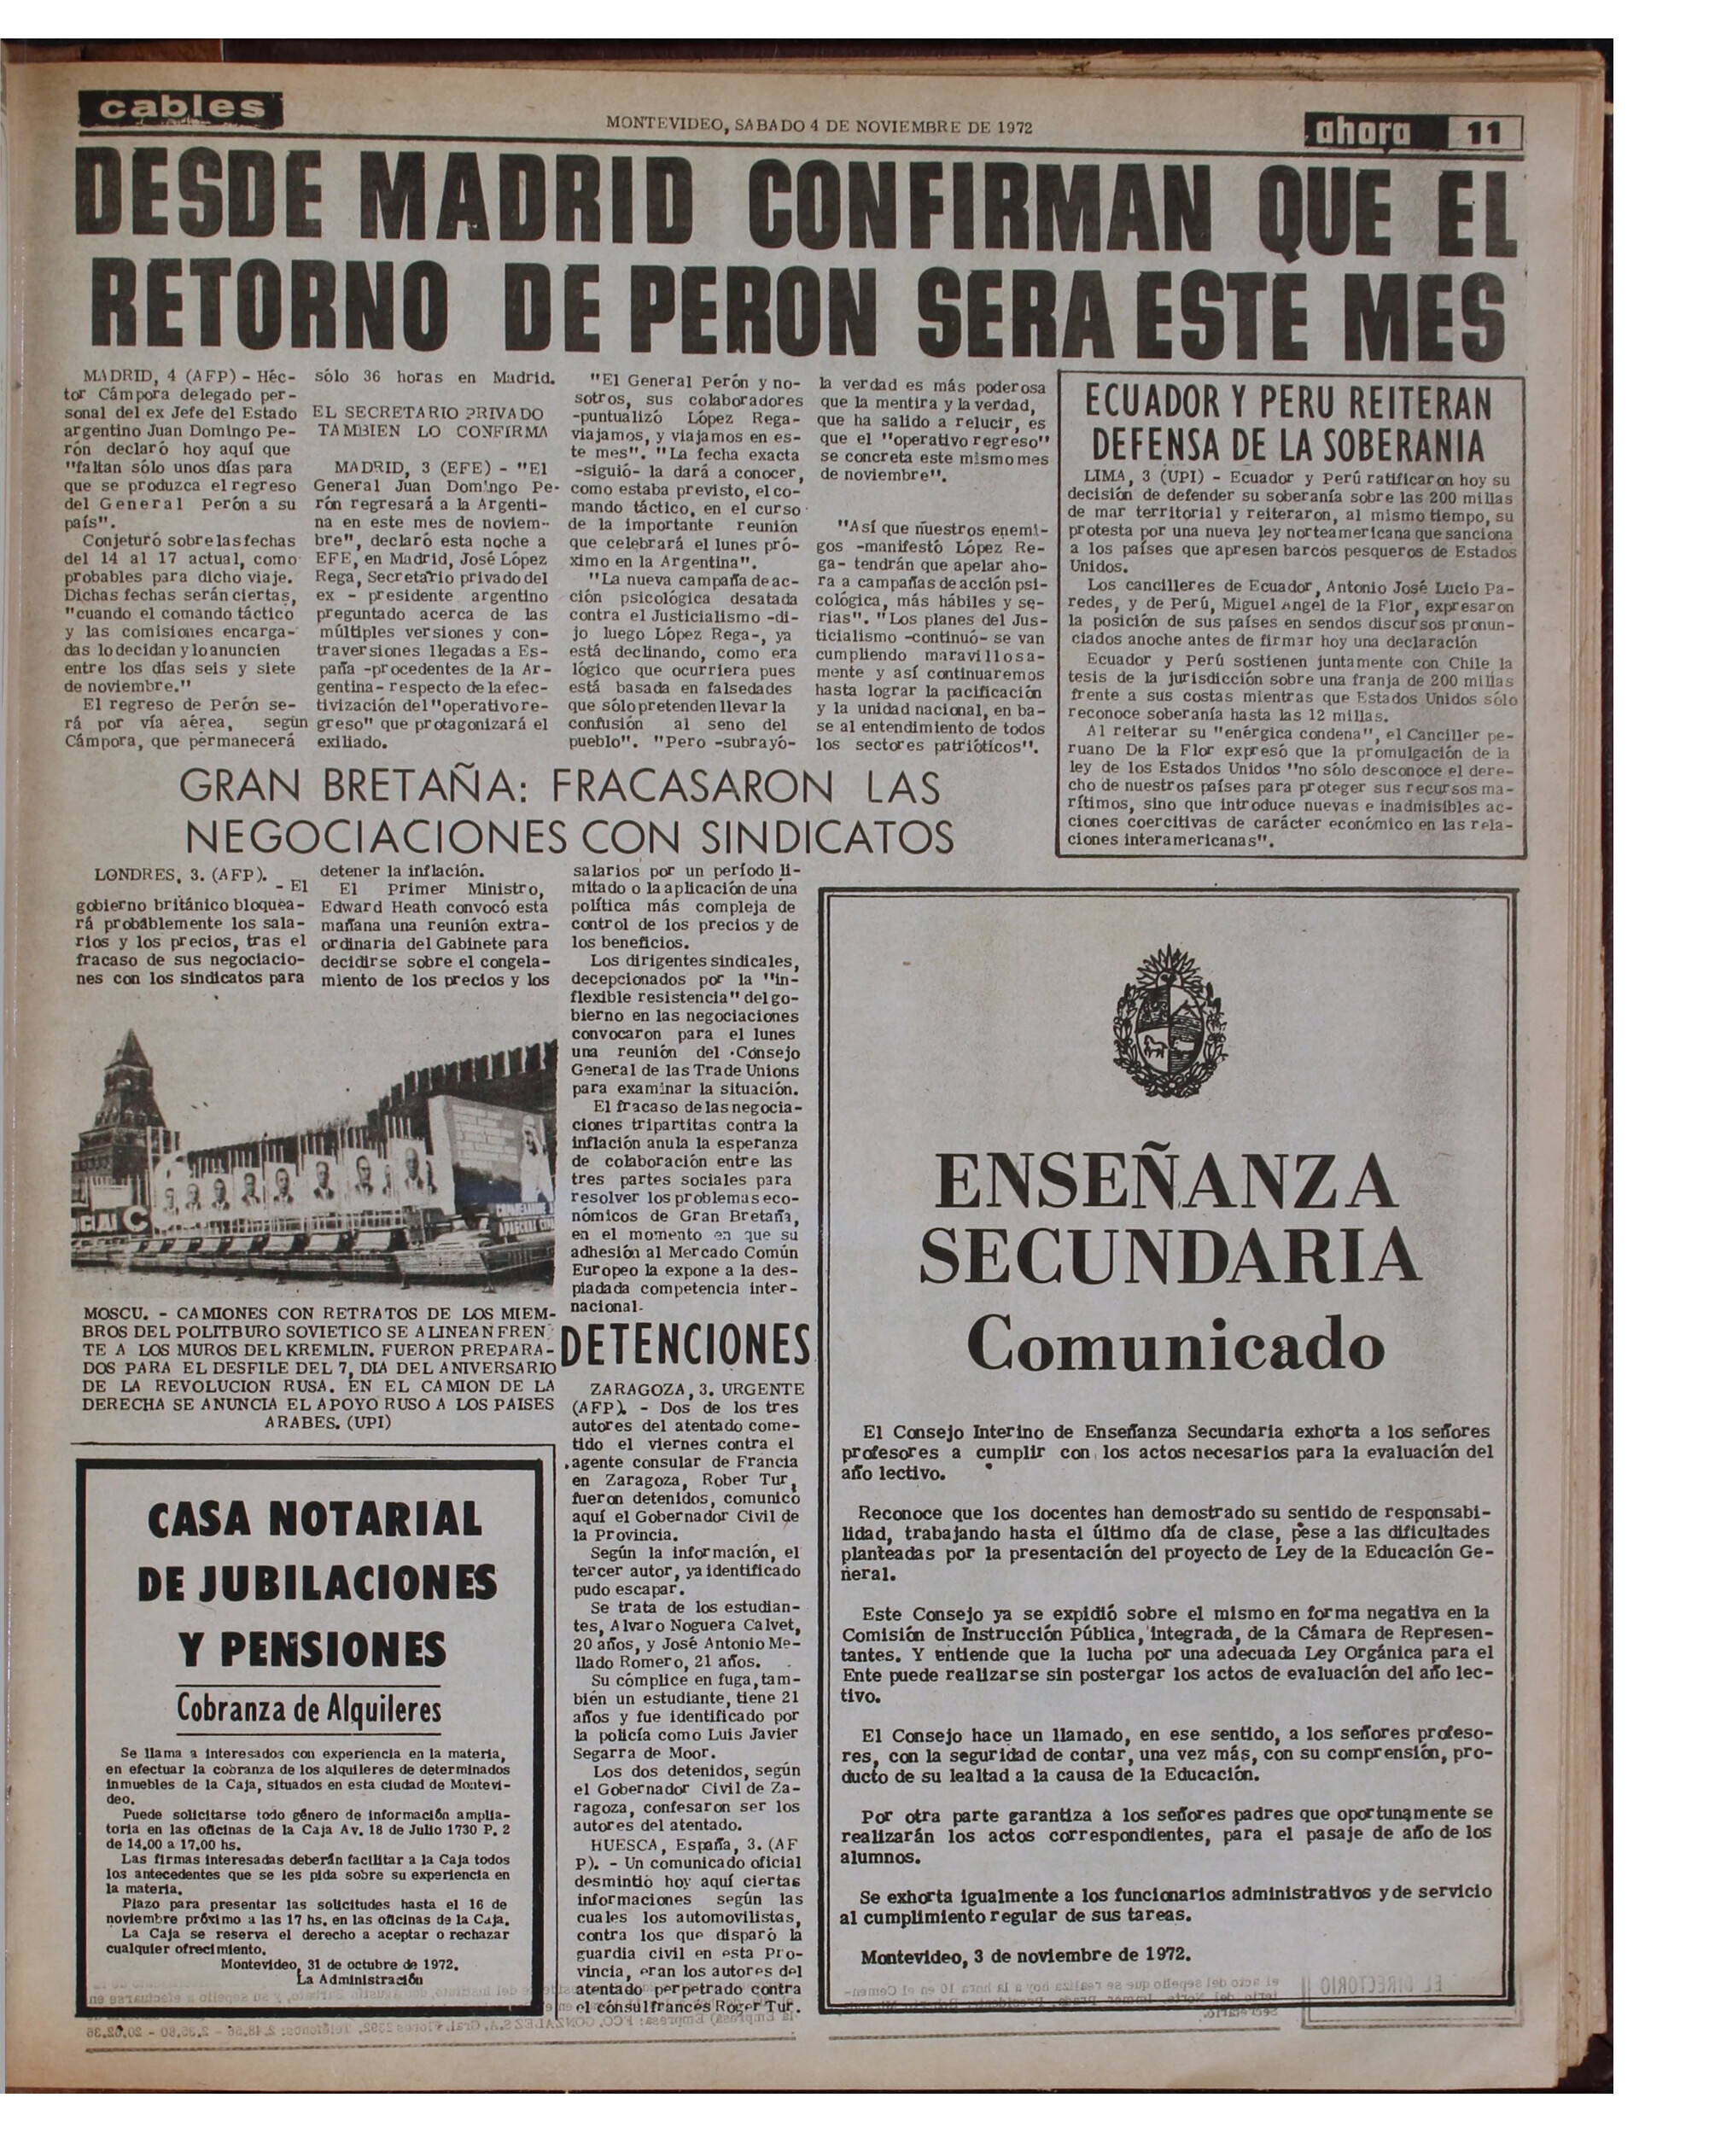 cables
MONTEVIDEO, SABADO 4 DE NOVIEMBRE DE 1972
ahora 11
DESDE MADRID CONFIRMAN QUE EL
RETORNO DE PERON SERA ESTE MES
MADRID, 4 (AFP) - Héc-
tor Cámpora delegado per-
sonal del ex Jefe del Estado
argentino Juan Domingo Pe-
rón declaró hoy aquí que
"faltan sólo unos días para
que se produzca el regreso
del General Perón a su
país".
Conjeturó sobre las fechas
del 14 al 17 actual, como
probables para dicho viaje.
Dichas fechas serán ciertas,
"cuando el comando táctico
y las comisiones encarga-
das lo decidan y lo anuncien
entre los días seis y siete
de noviembre."
El regreso de Perón se-
rá por vía aérea, según
Cámpora, que permanecerá
sólo 36 horas en Madrid.
EL SECRETARIO PRIVADO
TAMBIEN LO CONFIRMA
MADRID, 3 (EFE) - "El
General Juan Domingo Pe-
rón regresará a la Argenti-
na en este mes de noviem-
bre", declaró esta noche a
EFE, en Madrid, José López
Rega, Secretario privado del
ex - presidente argentino
preguntado acerca de las
múltiples versiones y con-
traversiones llegadas a Es-
paña -procedentes de la Ar-
gentina- respecto de la efec-
tivización del "operativo re-
greso" que protagonizará el
exiliado.
"El General Perón y no-
sotros, sus colaboradores
-puntualizó López Rega-
viajamos, y viajamos en es-
te mes". "La fecha exacta
-siguió- la dará a conocer,
como estaba previsto, el co-
mando táctico, en el curso
de la importante reunión
que celebrará el lunes pró-
ximo en la Argentina".
"La nueva campaña de ac-
ción psicológica desatada
contra el Justicialismo -di-
jo luego López Rega-, ya
está declinando, como era
lógico que ocurriera pues
está basada en falsedades
que sólo pretenden llevar la
confusión al seno del
pueblo". "Pero -subrayó-
la verdad es más poderosa
que la mentira y la verdad,
que ha salido a relucir, es
que el "operativo regreso"
se concreta este mismo mes
de noviembre".
"Así que nuestros enemi-
gos -manifestó López Re-
ga- tendrán que apelar aho-
ra a campañas de acción psi-
cológica, más hábiles y se-
rias". "Los planes del Jus-
ticialismo -continuó- se van
cumpliendo maravillosa-
mente y así continuaremos
hasta lograr la pacificación
y la unidad nacional, en ba-
se al entendimiento de todos
los sectores patrióticos".
ECUADOR Y PERU REITERAN
DEFENSA DE LA SOBERANIA
LIMA, 3 (UPI) - Ecuador y Perú ratificaron hoy su
decisión de defender su soberanía sobre las 200 millas
de mar territorial y reiteraron, al mismo tiempo, su
protesta por una nueva ley norteamericana que sanciona
a los países que apresen barcos pesqueros de Estados
Unidos.
Los cancilleres de Ecuador, Antonio José Lucio Pa-
redes, y de Perú, Miguel Angel de la Flor, expresaron
la posición de sus países en sendos discursos pronun-
ciados anoche antes de firmar hoy una declaración
Ecuador y Perú sostienen juntamente con Chile la
tesis de la jurisdicción sobre una franja de 200 millas
frente a sus costas mientras que Estados Unidos sólo
reconoce soberanía hasta las 12 millas.
Al reiterar su "enérgica condena", el Canciller pe-
ruano De la Flor expresó que la promulgación de la
ley de los Estados Unidos "no sólo desconoce el dere-
cho de nuestros países para proteger sus recursos ma-
rítimos, sino que introduce nuevas e inadmisibles ac-
ciones coercitivas de carácter económico en las rela-
ciones interamericanas".
GRAN BRETAÑA: FRACASARON LAS
NEGOCIACIONES CON SINDICATOS
LONDRES, 3. (AFP).
- El
gobierno británico bloquea-
rá probáblemente los sala-
rios y los precios, tras el
fracaso de sus negociacio-
nes con los sindicatos para
detener la inflación.
El Primer Ministro,
Edward Heath convocó esta
mañana una reunión extra-
ordinaria del Gabinete para
decidirse sobre el congela-
miento de los precios y los
salarios por un período li-
mitado o la aplicación de una
política más compleja de
control de los precios y de
los beneficios.
Los dirigentes sindicales,
decepcionados por la "in-
flexible resistencia" del go-
bierno en las negociaciones
convocaron para el lunes
una reunión del Consejo
General de las Trade Unions
para examinar la situación.
El fracaso de las negocia-
ciones tripartitas contra la
inflación anula la esperanza
de colaboración entre las
tres partes sociales para
resolver los problemas eco-
nómicos de Gran Bretaña,
en el momento en que su
adhesión al Mercado Común
Europeo la expone a la des-
piadada competencia inter-
nacional.
MOSCU. - CAMIONES CON RETRATOS DE LOS MIEM-
BROS DEL POLITBURO SOVIETICO SE ALINEAN FREN-
TE A LOS MUROS DEL KREMLIN. FUERON PREPARA-
DOS PARA EL DESFILE DEL 7, DIA DEL ANIVERSARIO
DE LA REVOLUCION RUSA. EN EL CAMION DE LA
DERECHA SE ANUNCIA EL APOYO RUSO A LOS PAISES
ARABES. (UPI)
DETENCIONES
ZARAGOZA, 3. URGENTE
(AFP). - Dos de los tres
autores del atentado come-
tido el viernes contra el
agente consular de Francia
en Zaragoza, Rober Tur,
fueron detenidos, comunicó
aquí el Gobernador Civil de
la Provincia.
Según la información, el
tercer autor, ya identificado
pudo escapar.
Se trata de los estudian-
tes, Alvaro Noguera Calvet,
20 años, y José Antonio Me-
llado Romero, 21 años.
Su cómplice en fuga, tam-
bién un estudiante, tiene 21
años y fue identificado por
la policía como Luis Javier
Segarra de Moor.
Los dos detenidos, según
el Gobernador Civil de Za-
ragoza, confesaron ser los
autores del atentado.
HUESCA, España, 3. (AF
P). - Un comunicado oficial
desmintió hoy aquí ciertas
informaciones según las
cuales los automovilistas,
contra los que disparó la
guardia civil en esta Pro-
vincia, eran los autores del
atentado perpetrado contra
el cónsul francés Roger Tur.
CASA NOTARIAL
DE JUBILACIONES
Y PENSIONES
Cobranza de Alquileres
Se llama a interesados con experiencia en la materia,
en efectuar la cobranza de los alquileres de determinados
inmuebles de la Caja, situados en esta ciudad de Montevi-
deo.
Puede solicitarse todo género de información amplia-
toria en las oficinas de la Caja Av. 18 de Julio 1730 P. 2
de 14.00 a 17.00 hs.
Las firmas interesadas deberán facilitar a la Caja todos
los antecedentes que se les pida sobre su experiencia en
la materia.
Plazo para presentar las solicitudes hasta el 16 de
noviembre próximo a las 17 hs. en las oficinas de la Caja.
La Caja se reserva el derecho a aceptar o rechazar
cualquier ofrecimiento.
Montevideo, 31 de octubre de 1972.
La Administración
ENSEÑANZA
SECUNDARIA
Comunicado
El Consejo Interino de Enseñanza Secundaria exhorta a los señores
profesores a cumplir con los actos necesarios para la evaluación del
año lectivo.
Reconoce que los docentes han demostrado su sentido de responsabi-
lidad, trabajando hasta el último día de clase, pese a las dificultades
planteadas por la presentación del proyecto de Ley de la Educación Ge-
neral.
Este Consejo ya se expidió sobre el mismo en forma negativa en la
Comisión de Instrucción Pública, integrada, de la Cámara de Represen-
tantes. Y entiende que la lucha por una adecuada Ley Orgánica para el
Ente puede realizarse sin postergar los actos de evaluación del año lec-
tivo.
El Consejo hace un llamado, en ese sentido, a los señores profeso-
res, con la seguridad de contar, una vez más, con su comprensión, pro-
ducto de su lealtad a la causa de la Educación.
Por otra parte garantiza a los señores padres que oportunamente se
realizarán los actos correspondientes, para el pasaje de año de los
alumnos.
Se exhorta igualmente a los funcionarios administrativos y de servicio
al cumplimiento regular de sus tareas.
Montevideo, 3 de noviembre de 1972.